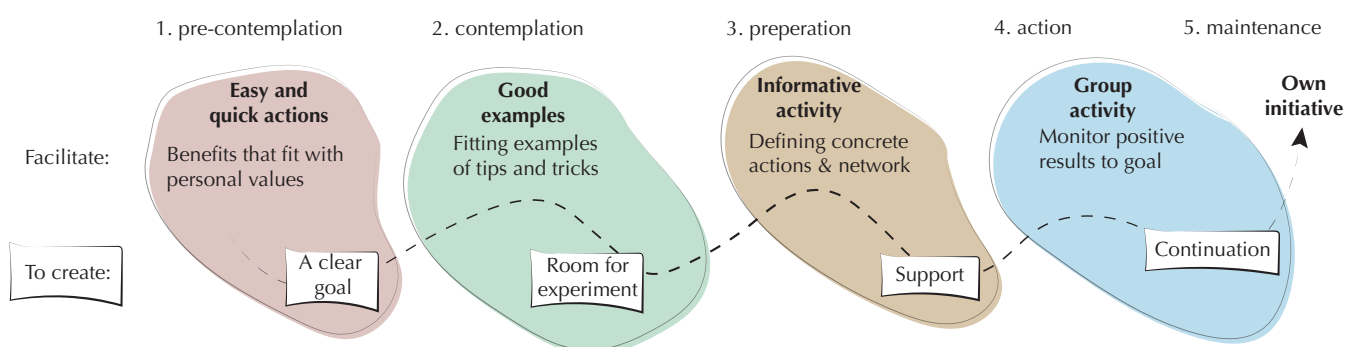 1. pre-contemplation
2. contemplation
3. preperation
4. action
5. maintenance
Facilitate:
Easy and
quick actions
Benefits that fit with
personal values
Good
examples
Fitting examples
of tips and tricks
Informative
activity
Defining concrete
actions & network
Group
activity
Monitor positive
results to goal
Own
initiative
To create:
A clear
goal
Room for
experiment
Support
Continuation